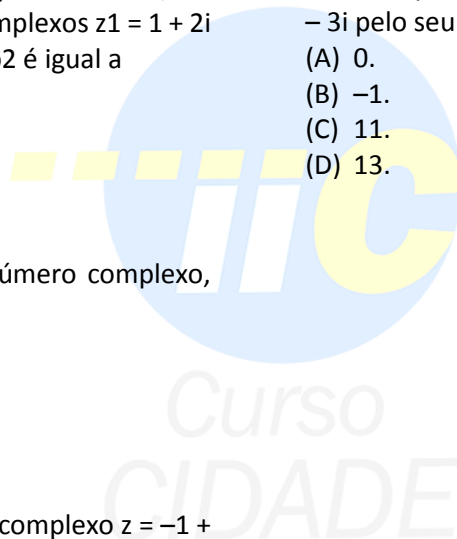 mplexos z1 = 1 + 2i
2 é igual a
úmero complexo,
complexo z = –1 +
– 3i pelo seu
(A) 0.
(B) –1.
(C) 11.
(D) 13.
iic
Curso
CIDADE